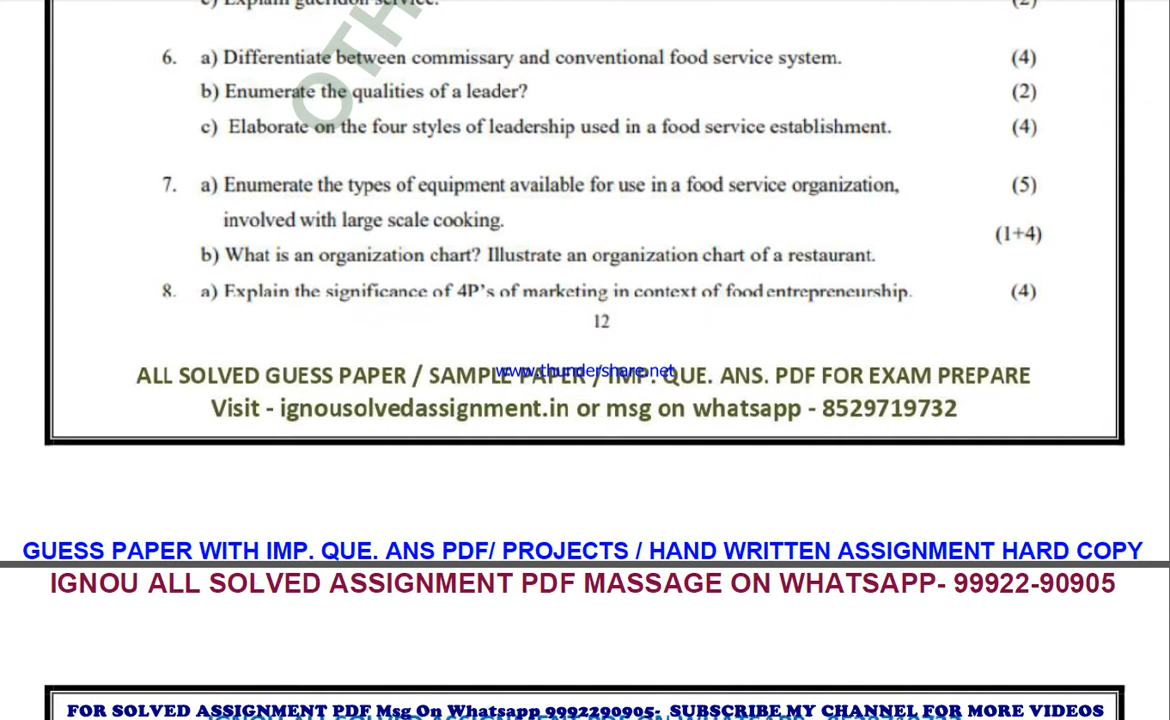 c) Explain gueridon service. (2)
OTH
6. a) Differentiate between commissary and conventional food service system. (4)
b) Enumerate the qualities of a leader? (2)
c) Elaborate on the four styles of leadership used in a food service establishment. (4)
7. a) Enumerate the types of equipment available for use in a food service organization, (5)
involved with large scale cooking.
(1+4)
b) What is an organization chart? Illustrate an organization chart of a restaurant.
8. a) Explain the significance of 4P's of marketing in context of food entrepreneurship. (4)
12
www.thundershare.net
ALL SOLVED GUESS PAPER / SAMPLE PAPER / IMP. QUE. ANS. PDF FOR EXAM PREPARE
Visit - ignousolvedassignment.in or msg on whatsapp - 8529719732
GUESS PAPER WITH IMP. QUE. ANS PDF/ PROJECTS / HAND WRITTEN ASSIGNMENT HARD COPY
IGNOU ALL SOLVED ASSIGNMENT PDF MASSAGE ON WHATSAPP- 99922-90905
FOR SOLVED ASSIGNMENT PDF Msg On Whatsapp 9992290905- SUBSCRIBE MY CHANNEL FOR MORE VIDEOS